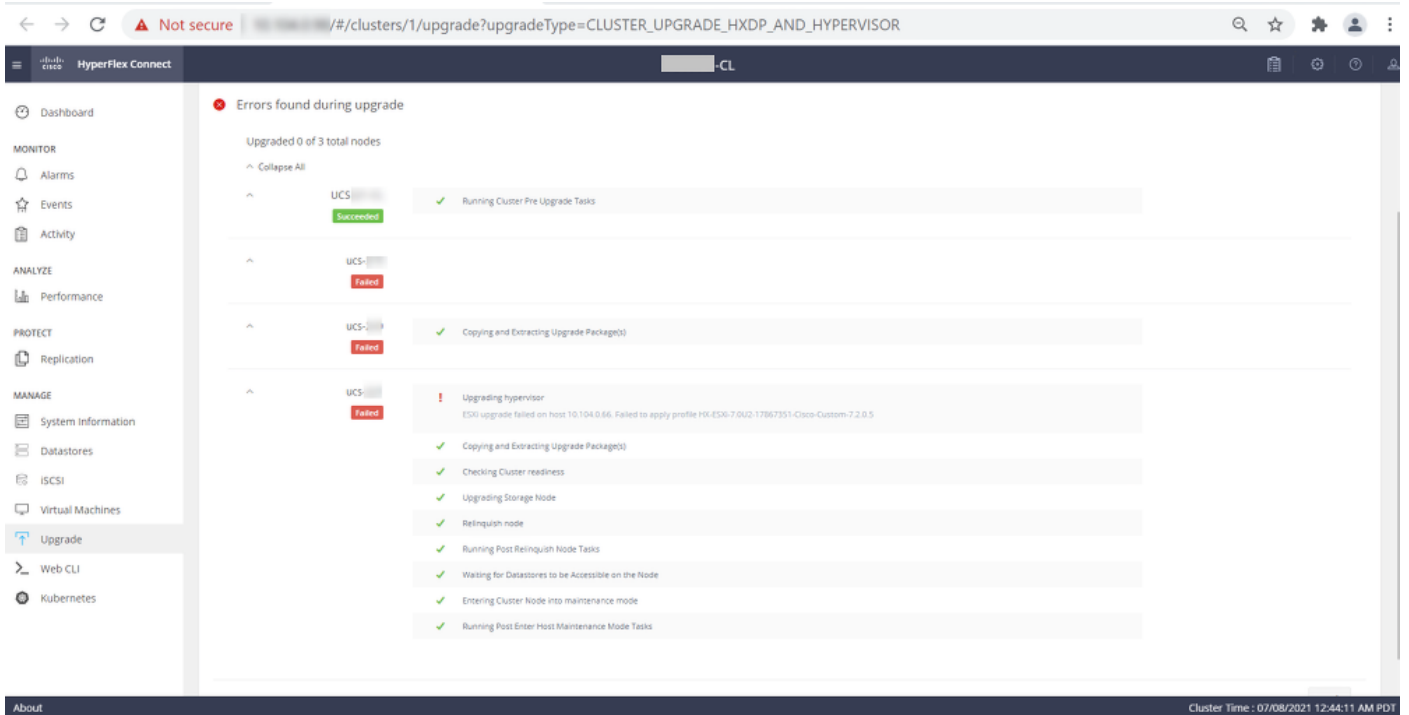 Not secure
/#/clusters/1/upgrade?upgradeType=CLUSTER_UPGRADE_HXDP_AND_HYPERVISOR
cisco HyperFlex Connect
-CL
Dashboard
MONITOR
Alarms
Events
Activity
ANALYZE
Performance
PROTECT
Replication
MANAGE
System Information
Datastores
iSCSI
Virtual Machines
Upgrade
Web CLI
Kubernetes
Errors found during upgrade
Upgraded 0 of 3 total nodes
Collapse All
UCS
Succeeded
Running Cluster Pre Upgrade Tasks
ucs-
Failed
ucs-
Failed
Copying and Extracting Upgrade Package(s)
ucs-
Failed
Upgrading hypervisor
ESXi upgrade failed on host 10.104.0.66. Failed to apply profile HX-ESXi-7.0U2-17867351-Cisco-Custom-7.2.0.5
Copying and Extracting Upgrade Package(s)
Checking Cluster readiness
Upgrading Storage Node
Relinquish node
Running Post Relinquish Node Tasks
Waiting for Datastores to be Accessible on the Node
Entering Cluster Node into maintenance mode
Running Post Enter Host Maintenance Mode Tasks
About
Cluster Time : 07/08/2021 12:44:11 AM PDT